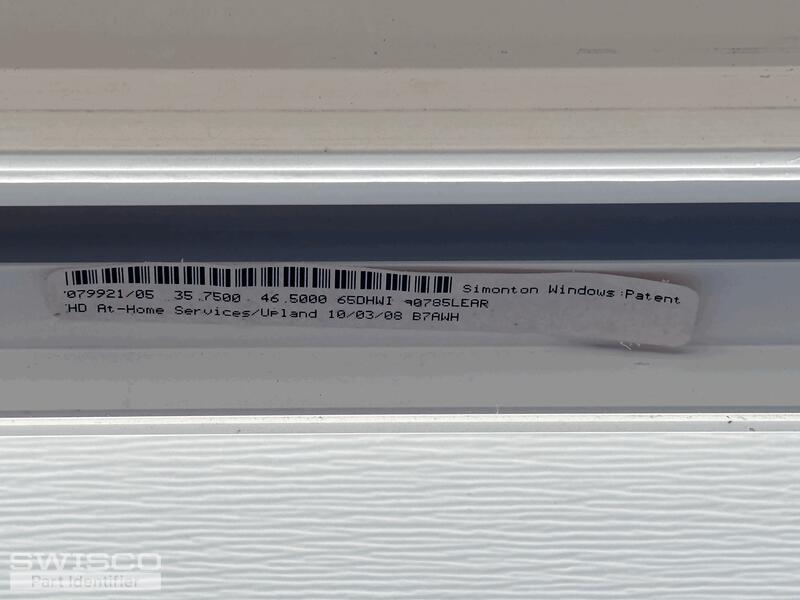 079921/05 35.7500 46.5000 65DHWI 0785LEAR
Simonton Windows Patent
HD At-Home Services/Upland 10/03/08 B7AWH
SWISCO
Part Identifier